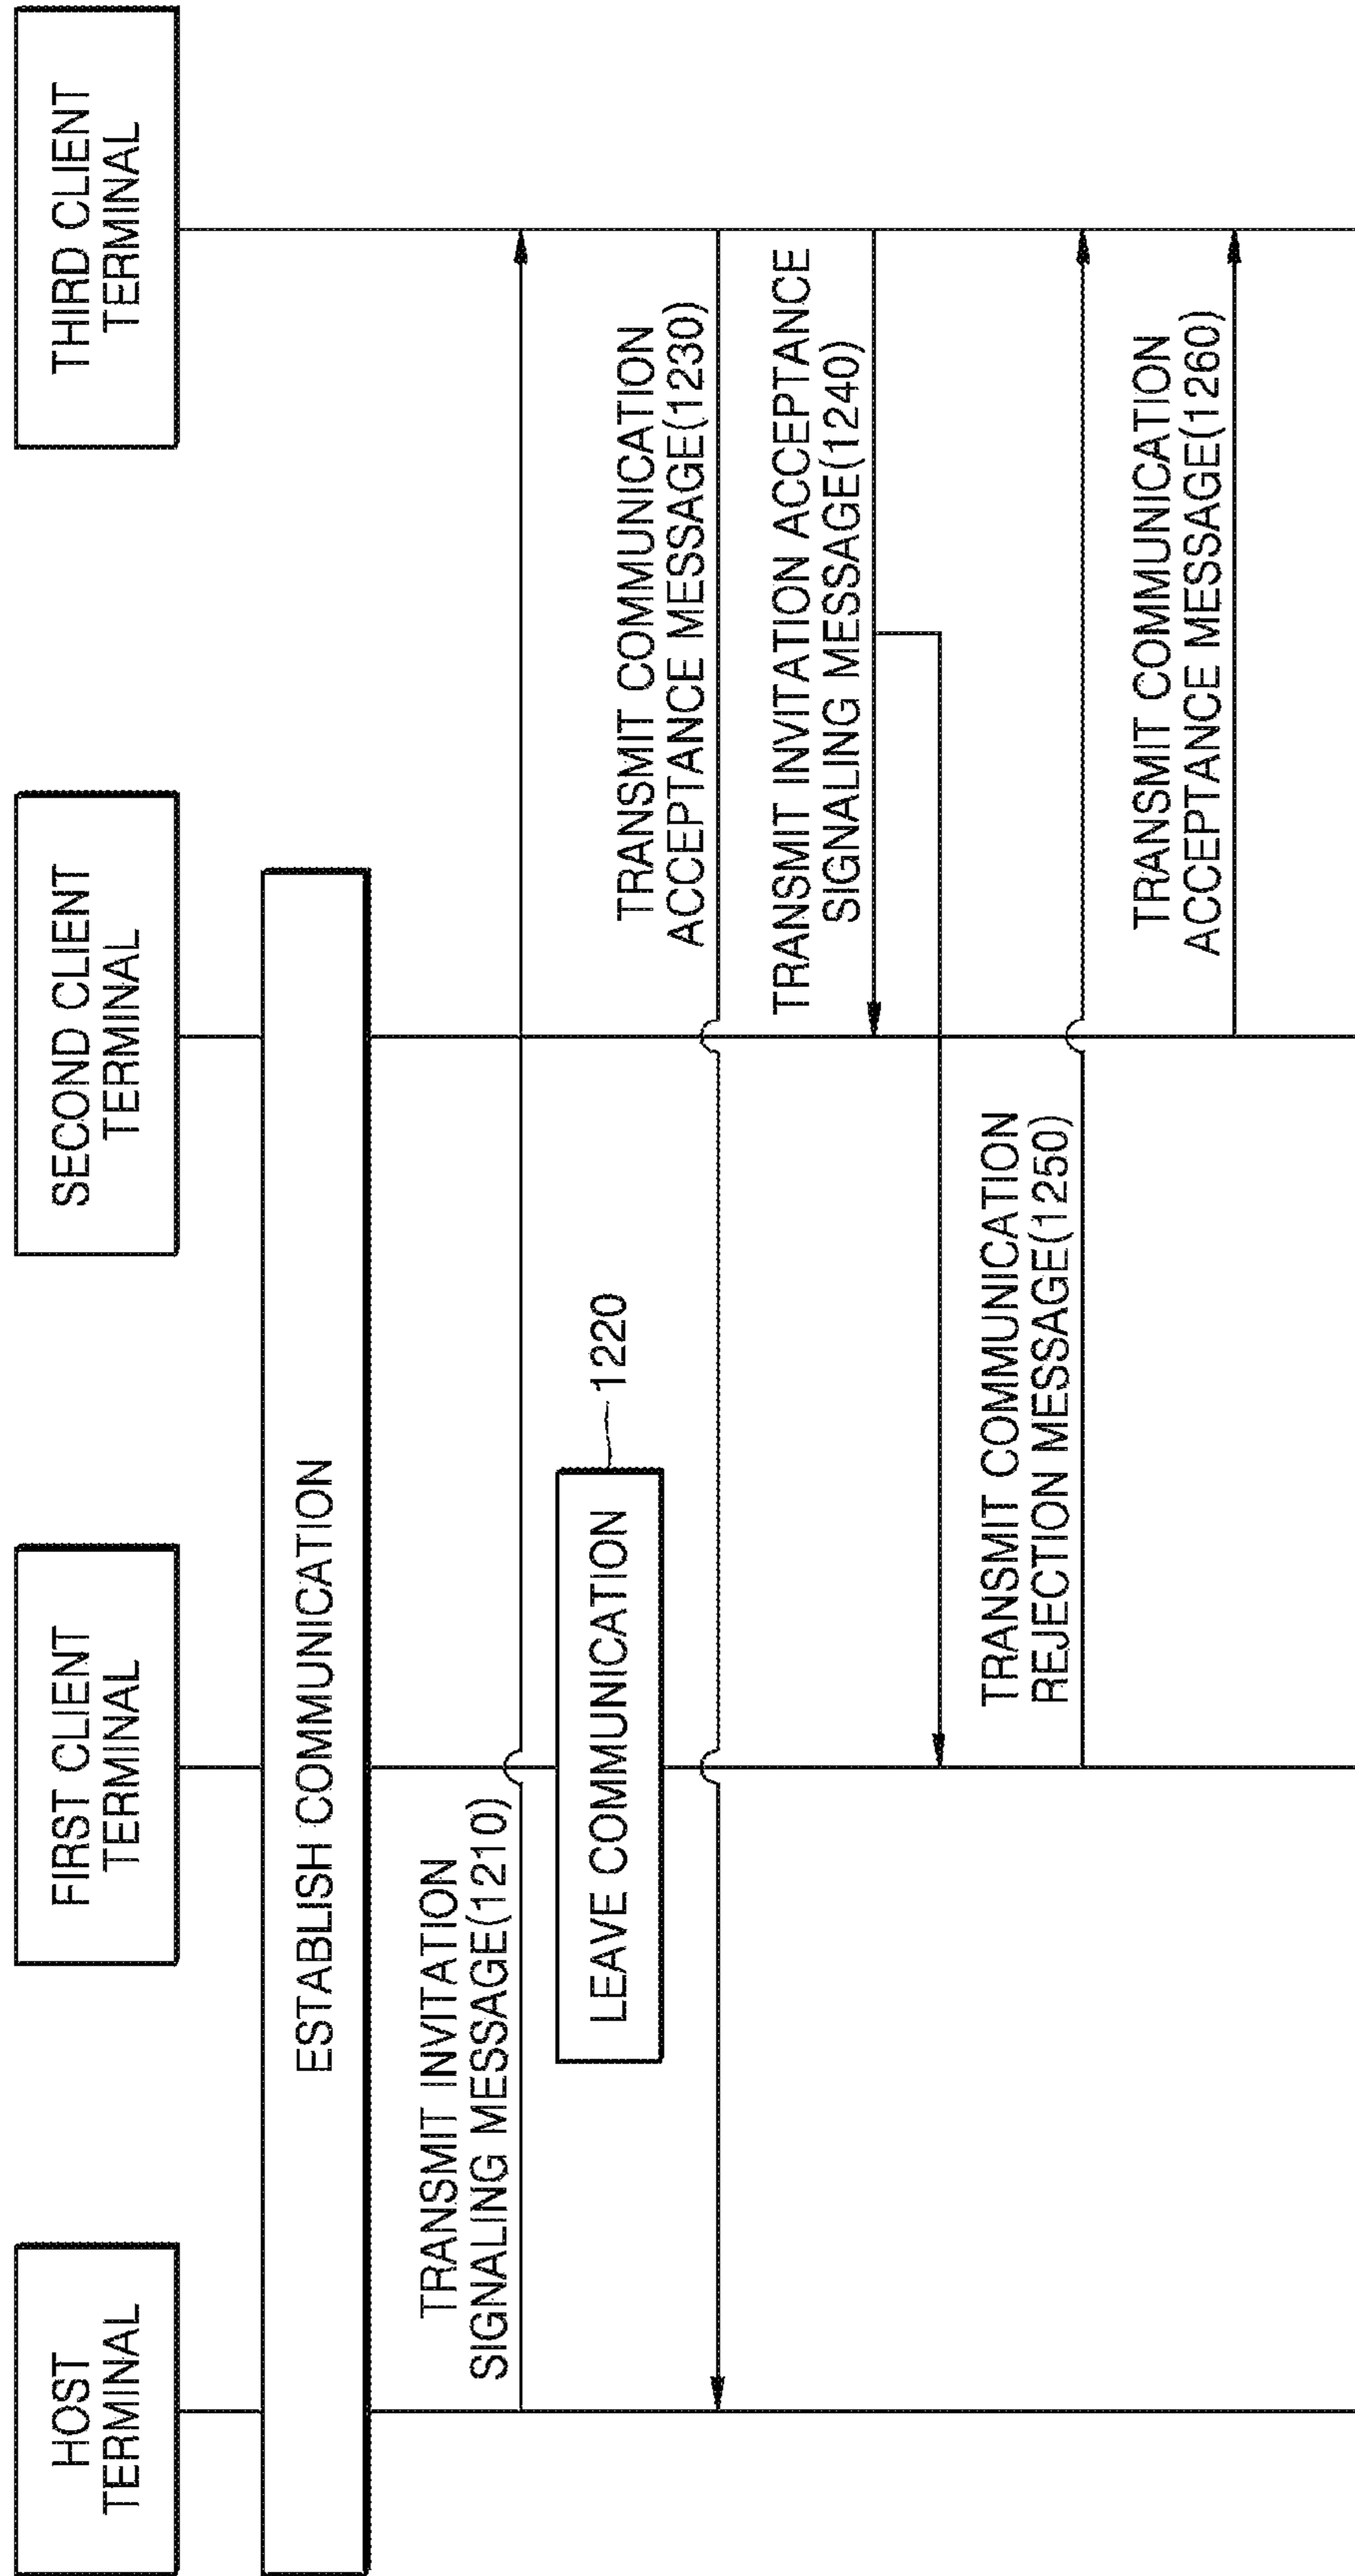 HOST
TERMINAL
FIRST CLIENT
TERMINAL
SECOND CLIENT
TERMINAL
THIRD CLIENT
TERMINAL
ESTABLISH COMMUNICATION
TRANSMIT INVITATION
SIGNALING MESSAGE(1210)
LEAVE COMMUNICATION
1220
TRANSMIT COMMUNICATION
ACCEPTANCE MESSAGE(1230)
TRANSMIT INVITATION ACCEPTANCE
SIGNALING MESSAGE(1240)
TRANSMIT COMMUNICATION
REJECTION MESSAGE(1250)
TRANSMIT COMMUNICATION
ACCEPTANCE MESSAGE(1260)